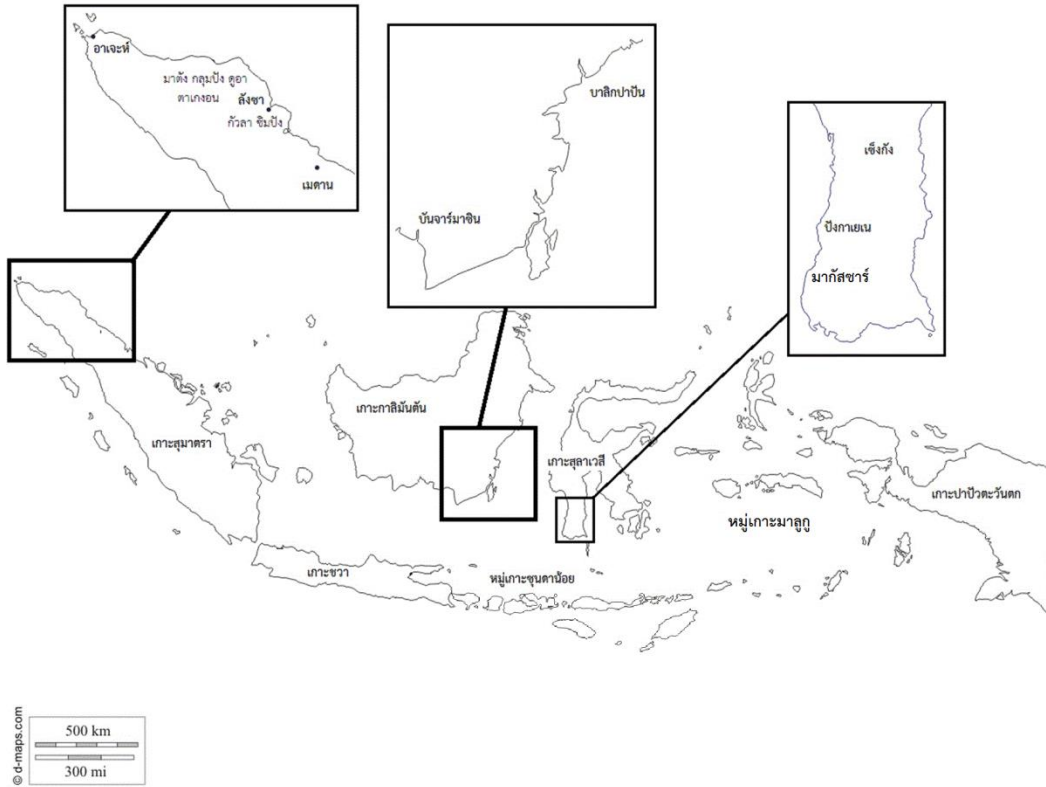 อาเจะห์
มาตัง กลุมปัง ดูอา
ตาเกงอน
ลังซา
กัวลา ซิมปัง
เมดาน
บาลิกปาปัน
บันจาร์มาซิน
เซ็งกัง
ปังกาเยเน
มากัสซาร์
เกาะกาลิมันตัน
เกาะสุมาตรา
เกาะสุลาเวสี
เกาะปาปัวตะวันตก
หมู่เกาะมาลูกู
เกาะชวา
หมู่เกาะซุนดาน้อย
© d-maps.com
500 km
300 mi